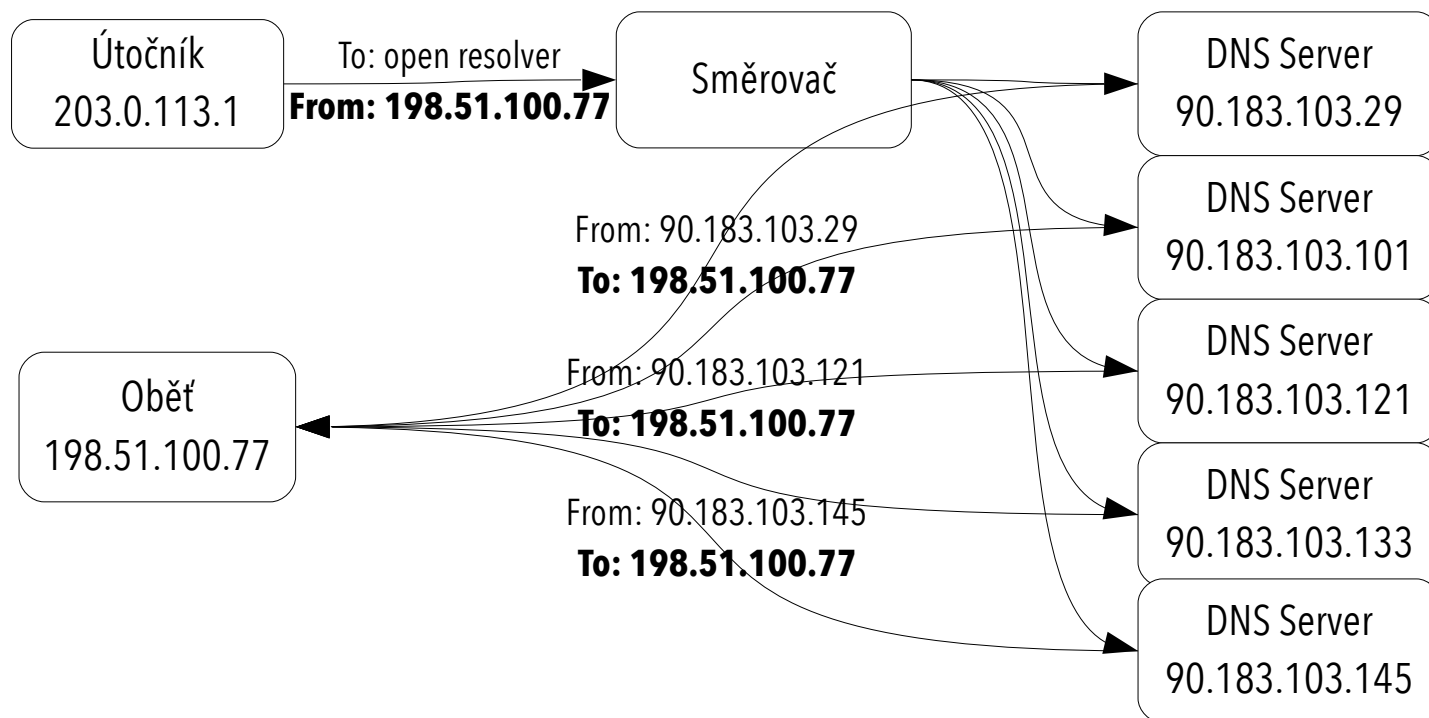 Útočník
203.0.113.1
To: open resolver
From: 198.51.100.77
Směrovač
DNS Server
90.183.103.29
DNS Server
90.183.103.101
From: 90.183.103.29
To: 198.51.100.77
DNS Server
90.183.103.121
Oběť
198.51.100.77
From: 90.183.103.121
To: 198.51.100.77
DNS Server
90.183.103.133
From: 90.183.103.145
To: 198.51.100.77
DNS Server
90.183.103.145